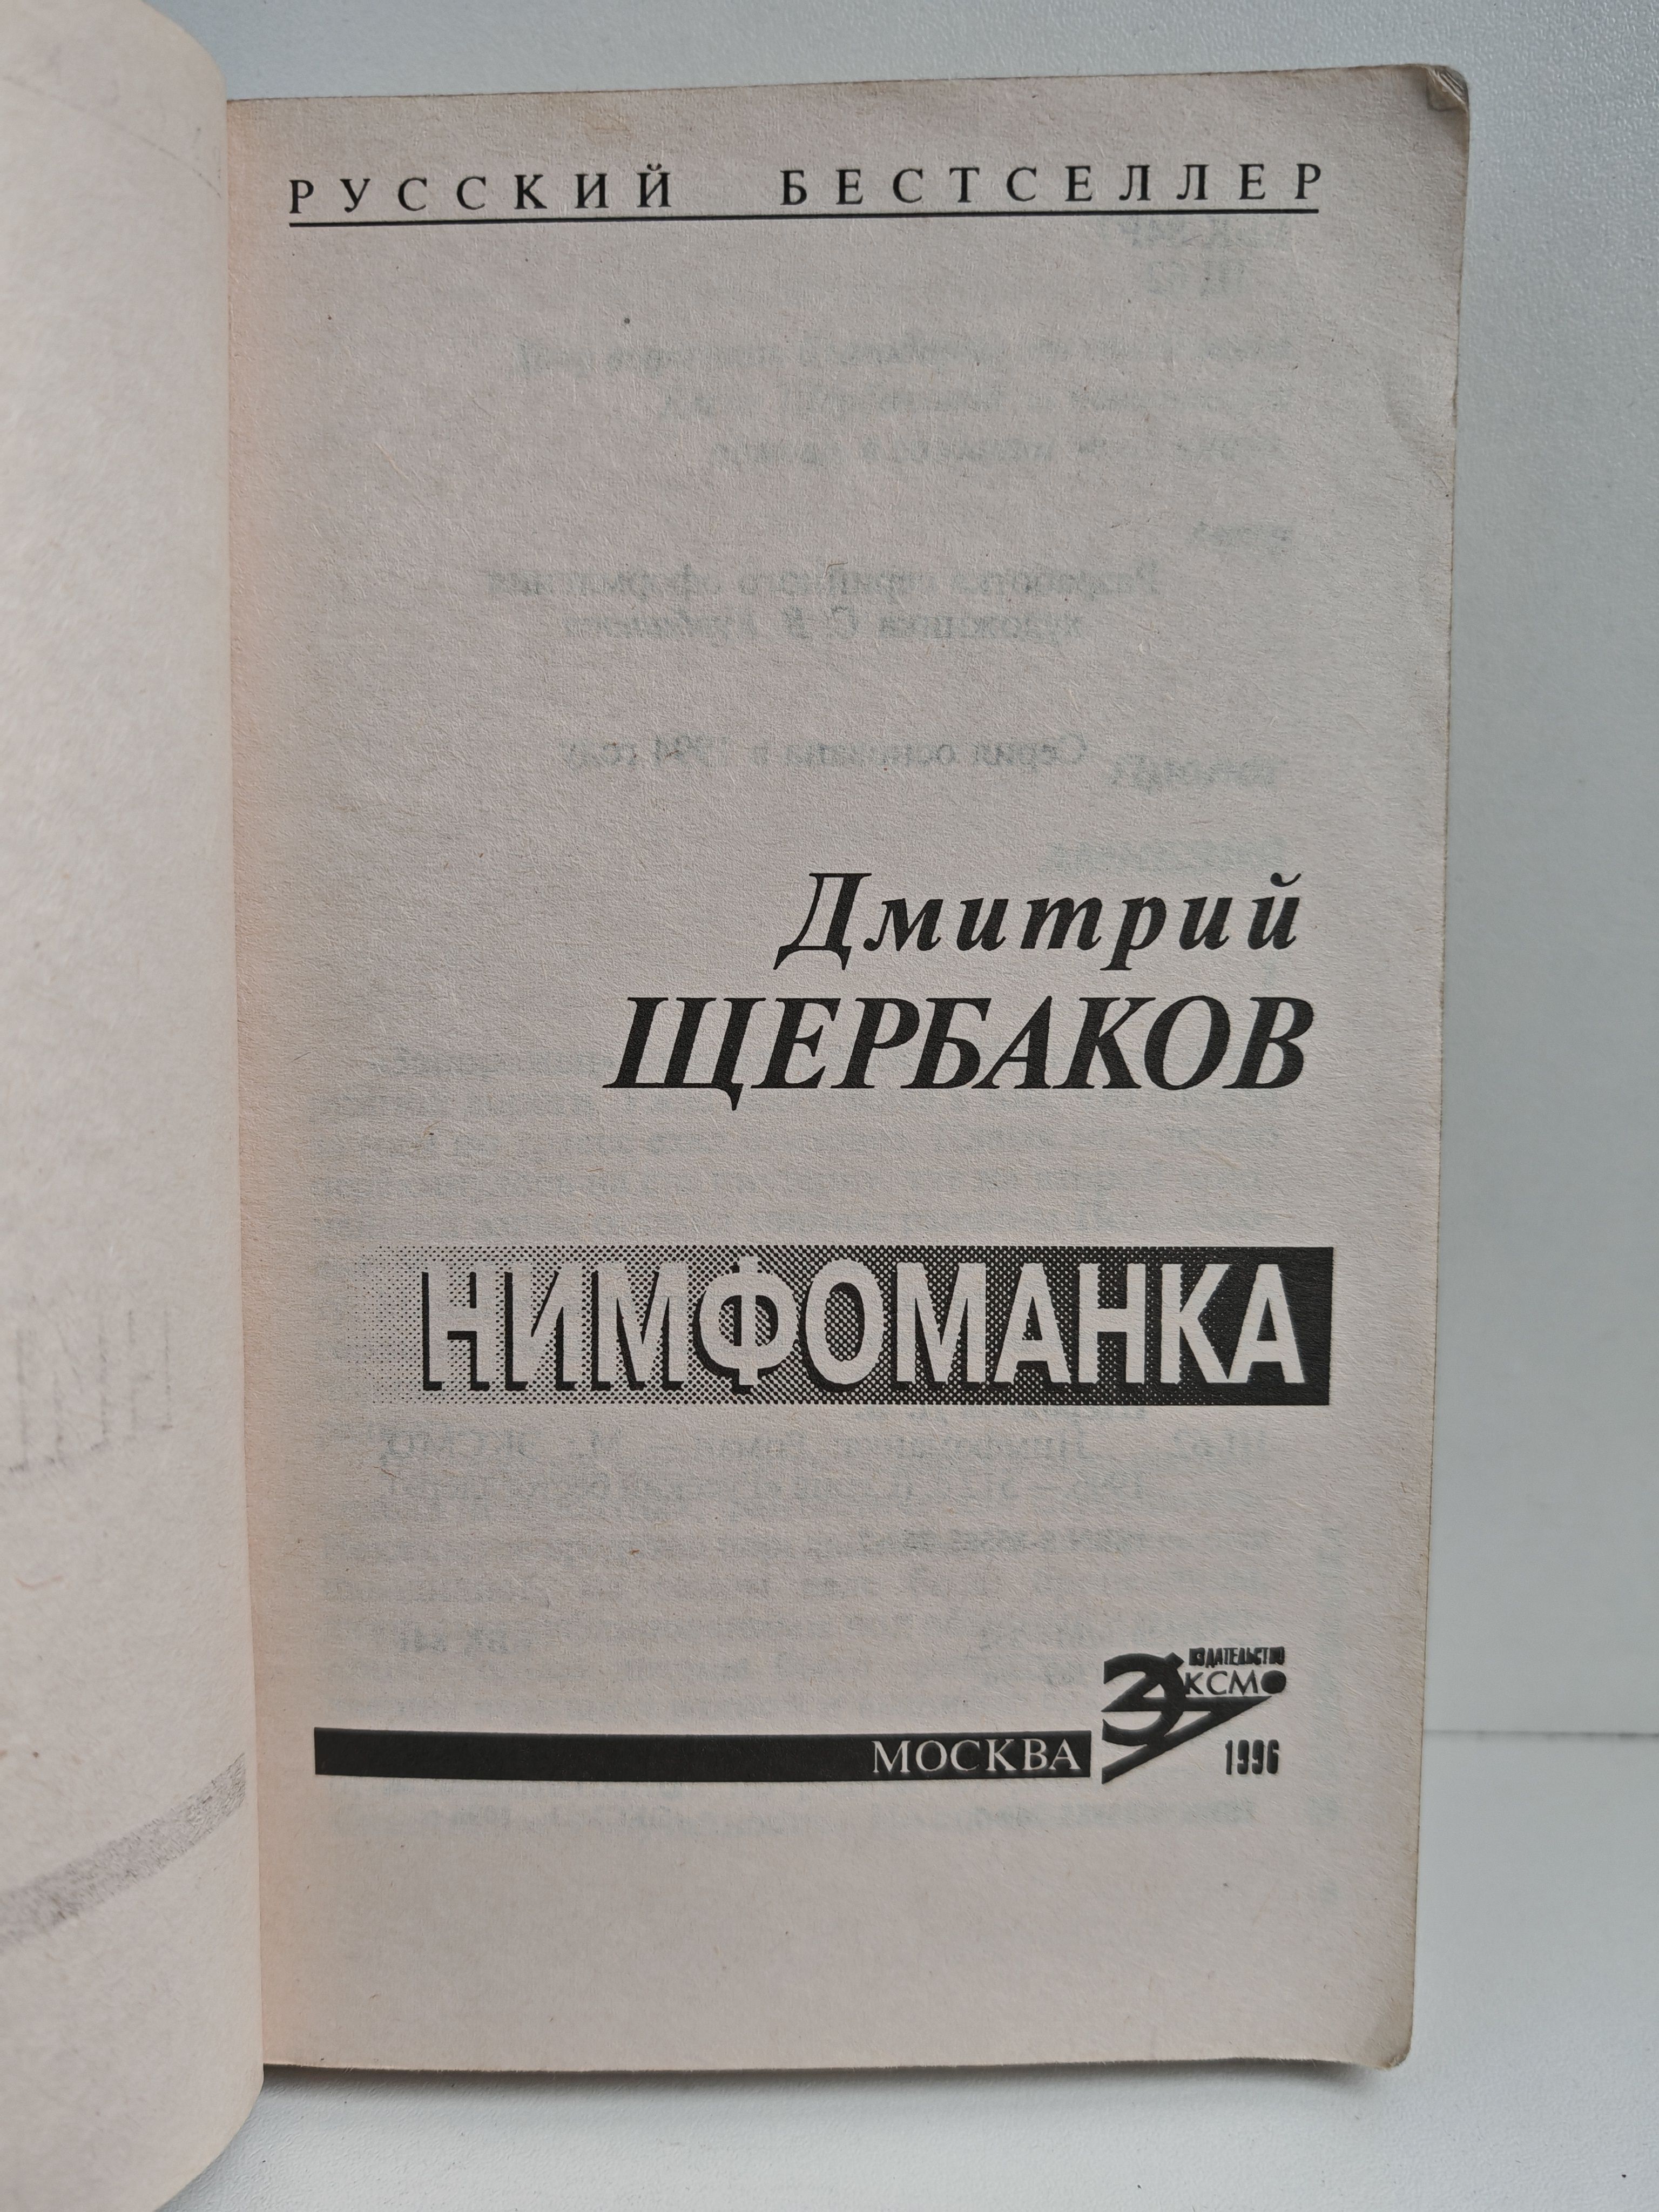 РУССКИЙ БЕСТСЕЛЛЕР
Дмитрий
ЩЕРБАКОВ
НИМФОМАНКА
ИЗДАТЕЛЬСТВО
ЭКСМО
МОСКВА
1996